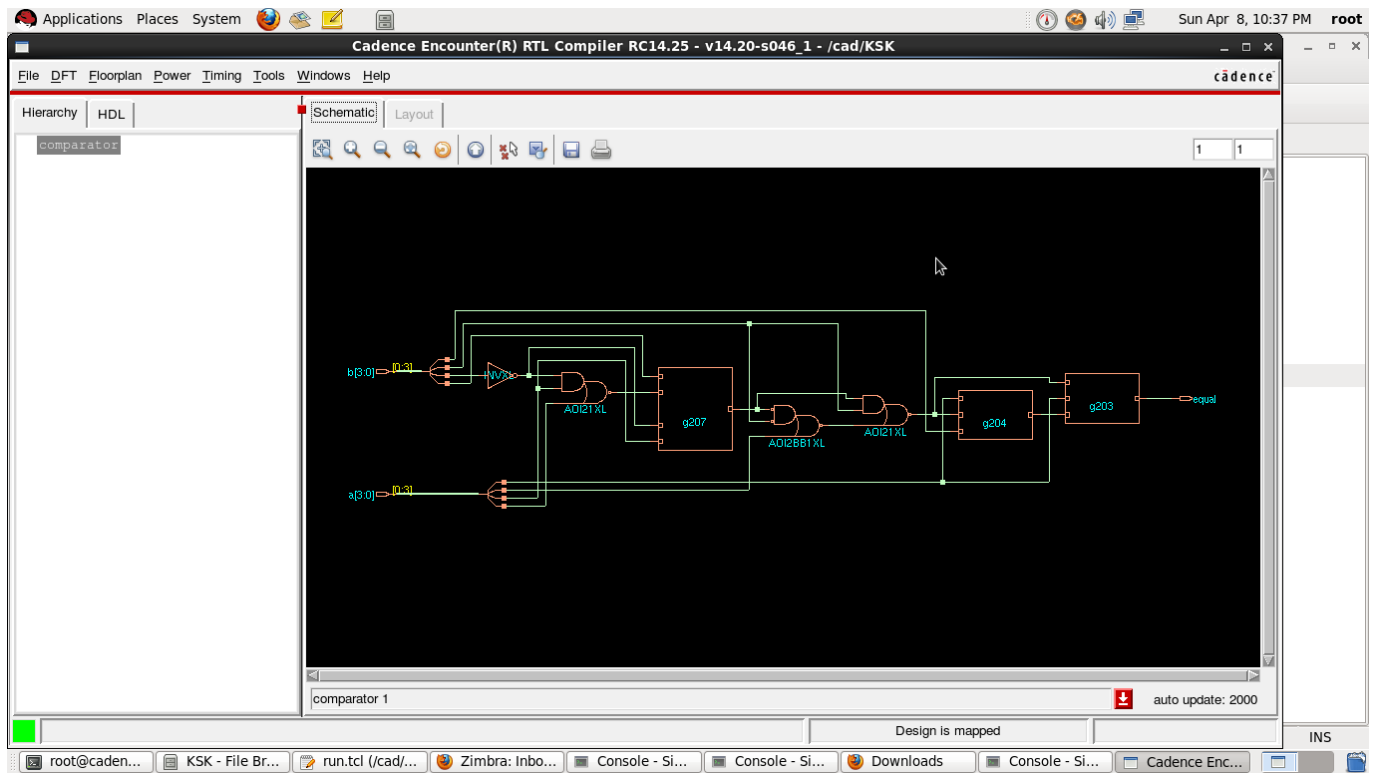 Applications Places System
Sun Apr 8, 10:37 PM root
Cadence Encounter(R) RTL Compiler RC14.25 - v14.20-s046_1 - /cad/KSK
File DFT Floorplan Power Timing Tools Windows Help
cādence
Hierarchy HDL
Schematic Layout
comparator
1 1
b[3:0] [0:3]
INVXL
AOI21XL
g207
AOI2BB1XL
AOI21XL
g204
g203
equal
a[3:0] [0:3]
comparator 1
auto update: 2000
Design is mapped
INS
root@caden... KSK - File Br... run.tcl (/cad/... Zimbra: Inbo... Console - Si... Console - Si... Downloads Console - Si... Cadence Enc...